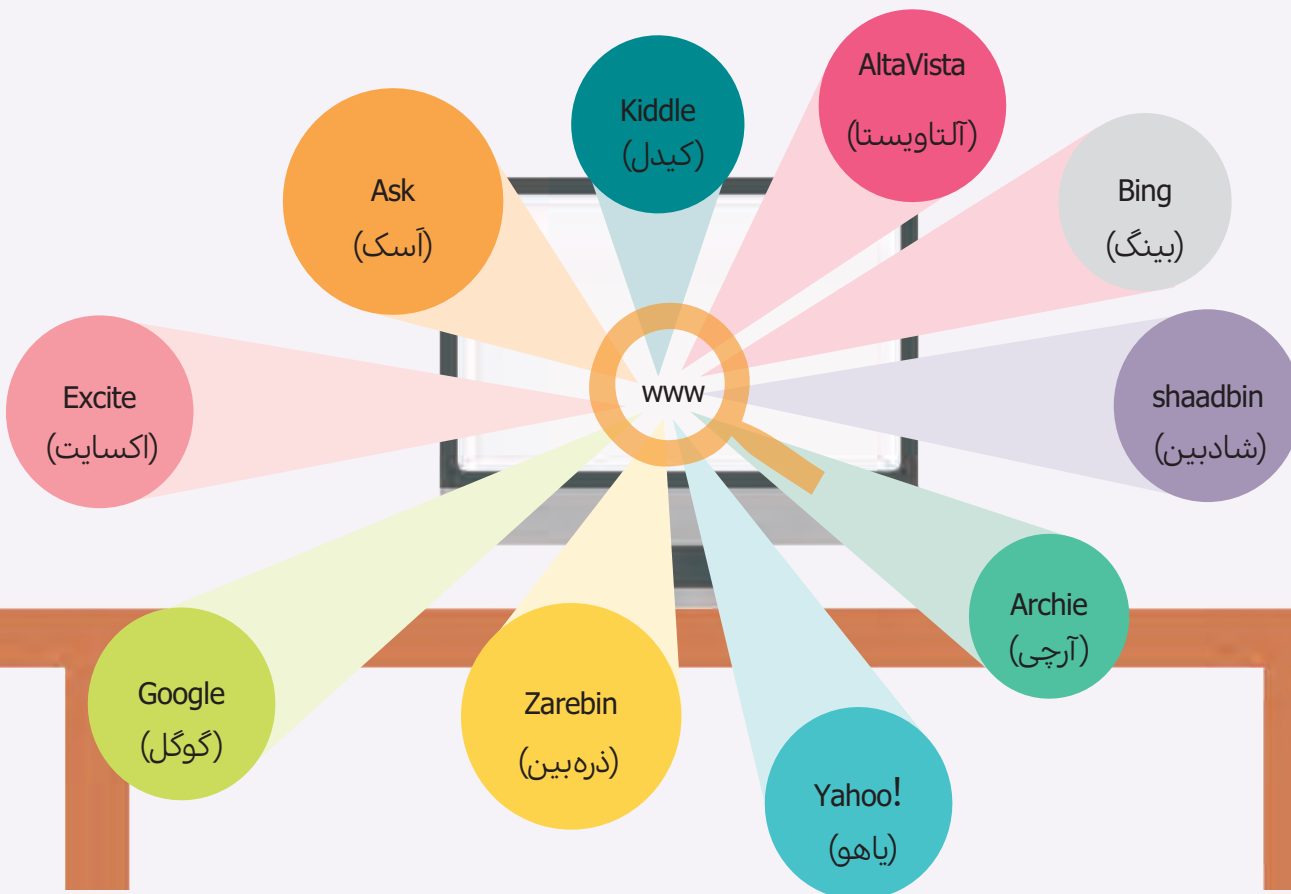 AltaVista
(آلتاویستا)
Kiddle
(کیدل)
Bing
(بینگ)
Ask
(اَسک)
www
shaadbin
(شادبین)
Excite
(اکسایت)
Archie
(آرچی)
Google
(گوگل)
Zarebin
(ذره‌بین)
Yahoo!
(یاهو)